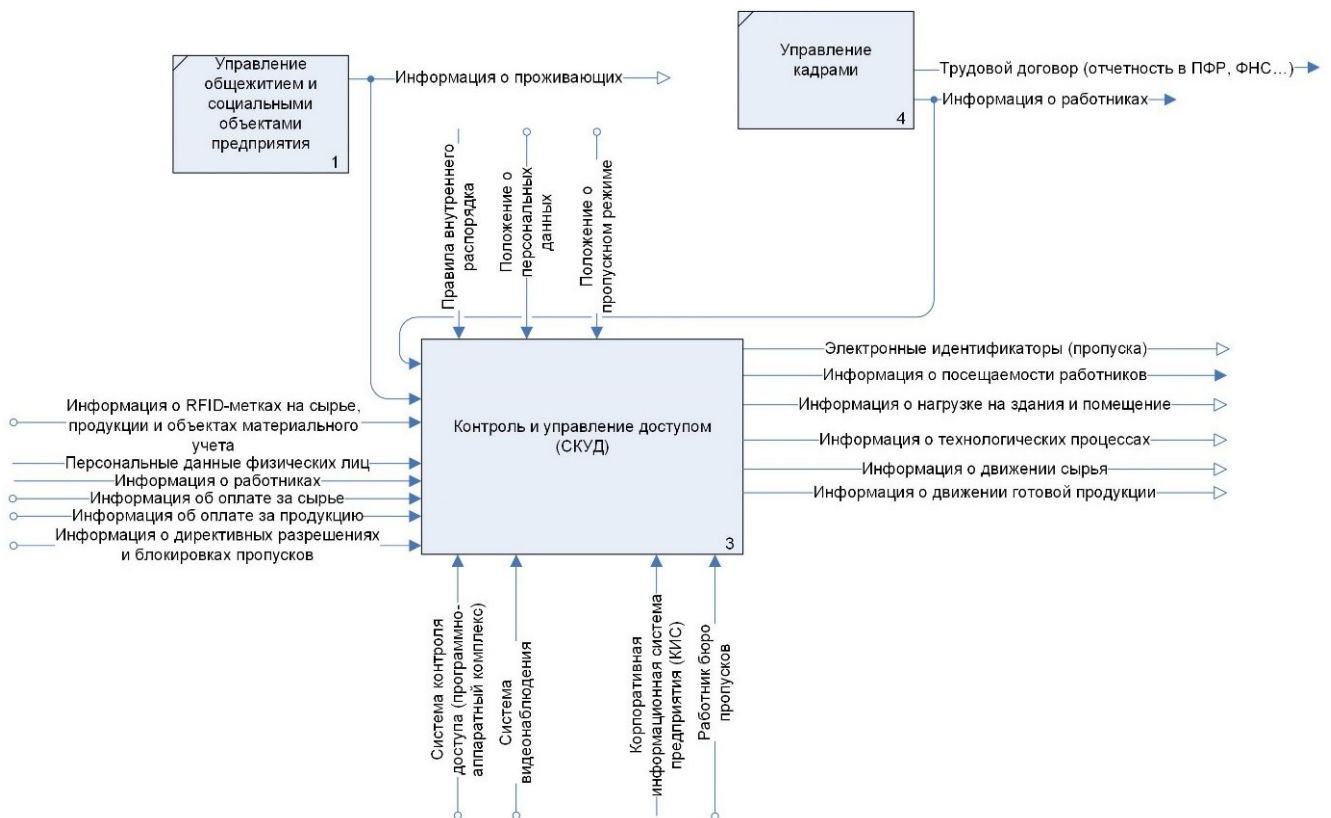 Управление
общежитием и
социальными
объектами
предприятия
1
Информация о проживающих
Управление
кадрами
4
Трудовой договор (отчетность в ПФР, ФНС...)
Информация о работниках
Правила внутреннего
распорядка
Положение о
персональных
данных
Положение о
пропускном режиме
Информация о RFID-метках на сырье,
продукции и объектах материального
учета
Персональные данные физических лиц
Информация о работниках
Информация об оплате за сырье
Информация об оплате за продукцию
Информация о директивных разрешениях
и блокировках пропусков
Контроль и управление доступом
(СКУД)
3
Электронные идентификаторы (пропуска)
Информация о посещаемости работников
Информация о нагрузке на здания и помещение
Информация о технологических процессах
Информация о движении сырья
Информация о движении готовой продукции
Система контроля
доступа (программно-
аппаратный комплекс)
Система
видеонаблюдения
Корпоративная
информационная система
предприятия (КИС)
Работник бюро
пропусков